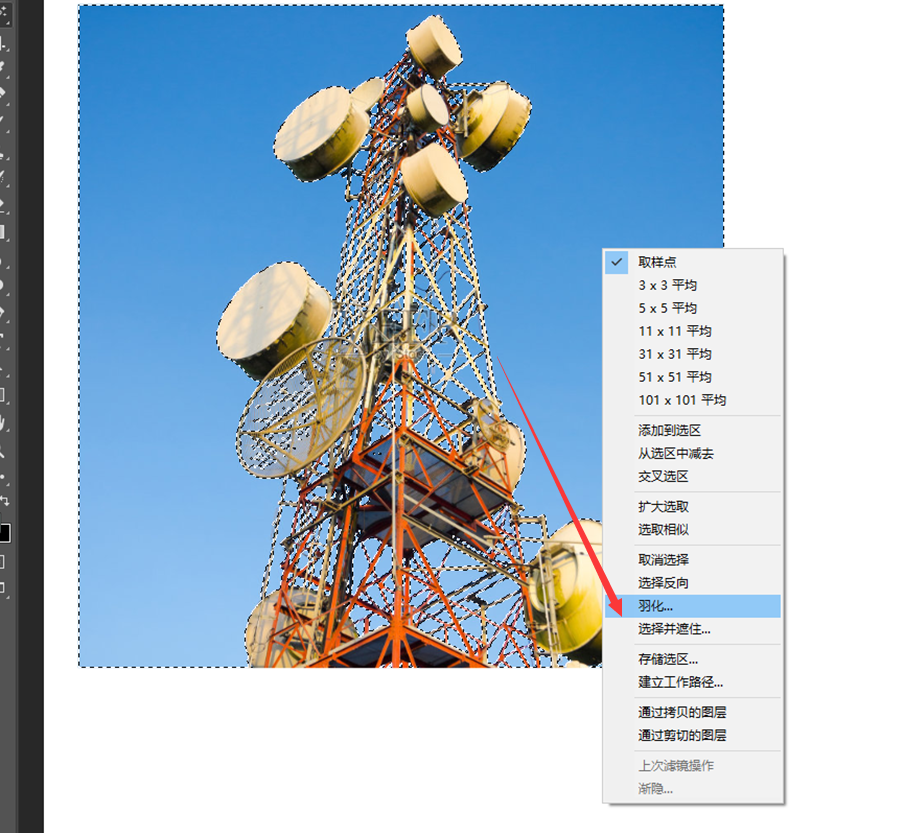 取样点
3 x 3 平均
5 x 5 平均
11 x 11 平均
31 x 31 平均
51 x 51 平均
101 x 101 平均
添加到选区
从选区中减去
交叉选区
扩大选取
选取相似
取消选择
选择反向
羽化...
选择并遮住...
存储选区...
建立工作路径...
通过拷贝的图层
通过剪切的图层
上次滤镜操作
渐隐...